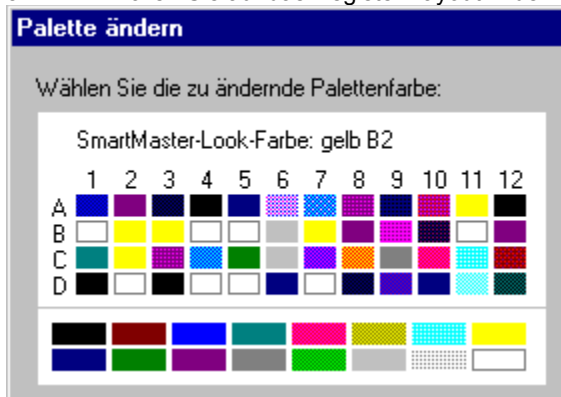 Palette ändern
Wählen Sie die zu ändernde Palettenfarbe:
SmartMaster-Look-Farbe: gelb B2
1 2 3 4 5 6 7 8 9 10 11 12
A
B
C
D